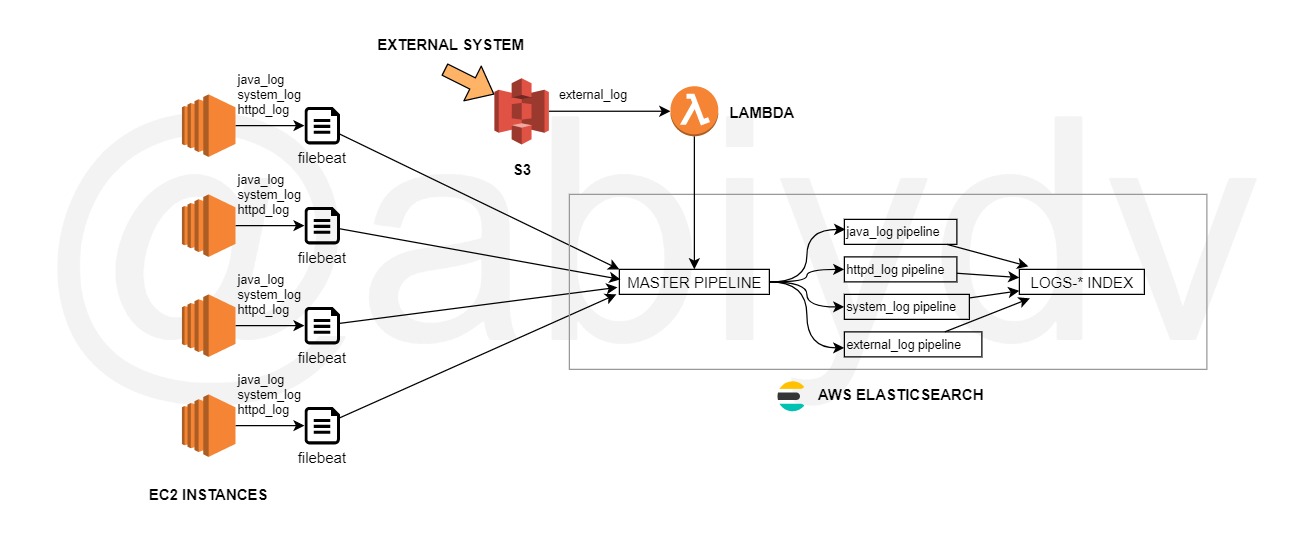 EXTERNAL SYSTEM
java_log
system_log
httpd_log
filebeat
external_log
S3
LAMBDA
java_log
system_log
httpd_log
filebeat
java_log
system_log
httpd_log
filebeat
java_log
system_log
httpd_log
filebeat
EC2 INSTANCES
MASTER PIPELINE
java_log pipeline
httpd_log pipeline
system_log pipeline
external_log pipeline
LOGS-* INDEX
AWS ELASTICSEARCH
@abiydv